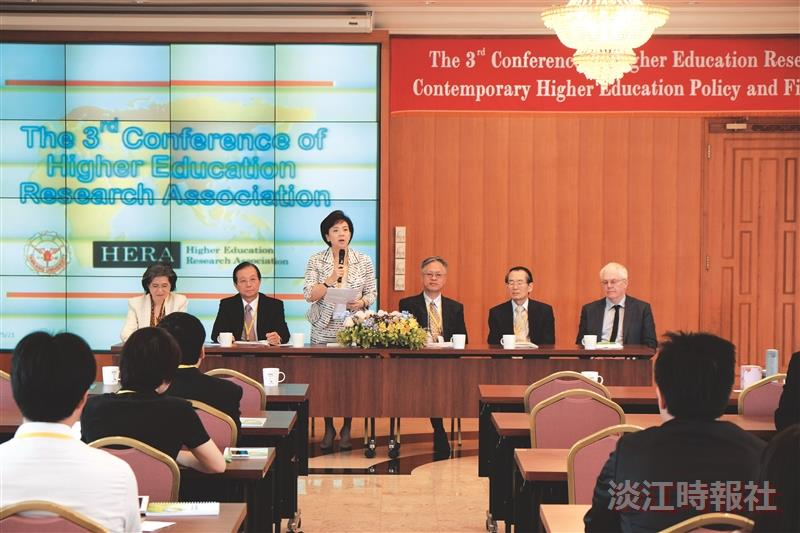 The 3rd Conference of
Higher Education
Research Association
HERA
Higher Education
Research Association
The 3rd Conference Higher Education Rese
Contemporary Higher Education Policy and Fi
淡江時報社